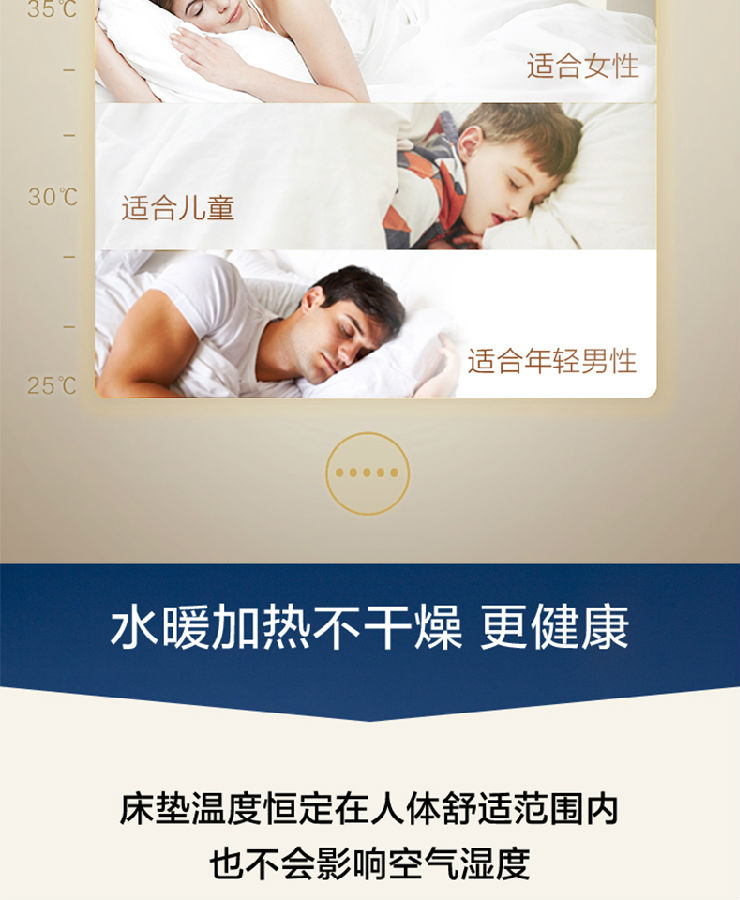 35℃
适合女性
30℃
适合儿童
适合年轻男性
25℃
水暖加热不干燥 更健康
床垫温度恒定在人体舒适范围内
也不会影响空气湿度